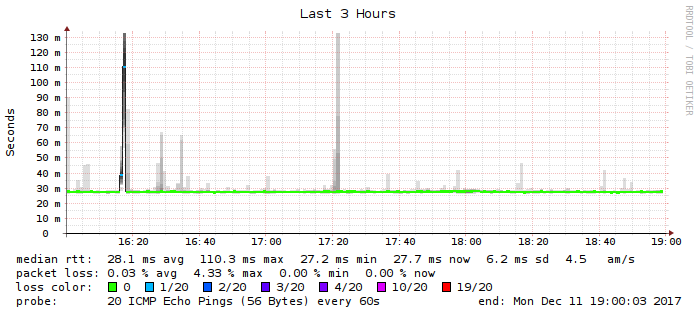 Last 3 Hours
RRDTOOL / TOBI OETIKER
Seconds
130 m
120 m
110 m
100 m
90 m
80 m
70 m
60 m
50 m
40 m
30 m
20 m
10 m
0
16:20 16:40 17:00 17:20 17:40 18:00 18:20 18:40 19:00
median rtt: 28.1 ms avg 110.3 ms max 27.2 ms min 27.7 ms now 6.2 ms sd 4.5 am/s
packet loss: 0.03 % avg 4.33 % max 0.00 % min 0.00 % now
loss color: 0 1/20 2/20 3/20 4/20 10/20 19/20
probe: 20 ICMP Echo Pings (56 Bytes) every 60s end: Mon Dec 11 19:00:03 2017